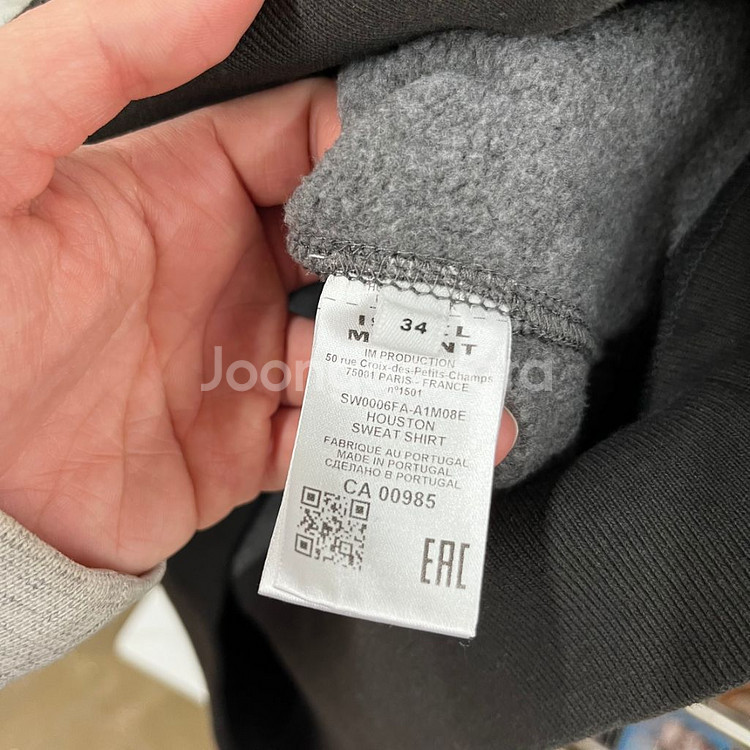 34
IM PRODUCTION
50 rue Croix-des-Petits-Champs
75001 PARIS - FRANCE
n°1501
SW0006FA-A1M08E
HOUSTON
SWEAT SHIRT
FABRIQUE AU PORTUGAL
MADE IN PORTUGAL
СДЕЛАНО В PORTUGAL
CA 00985
EAC